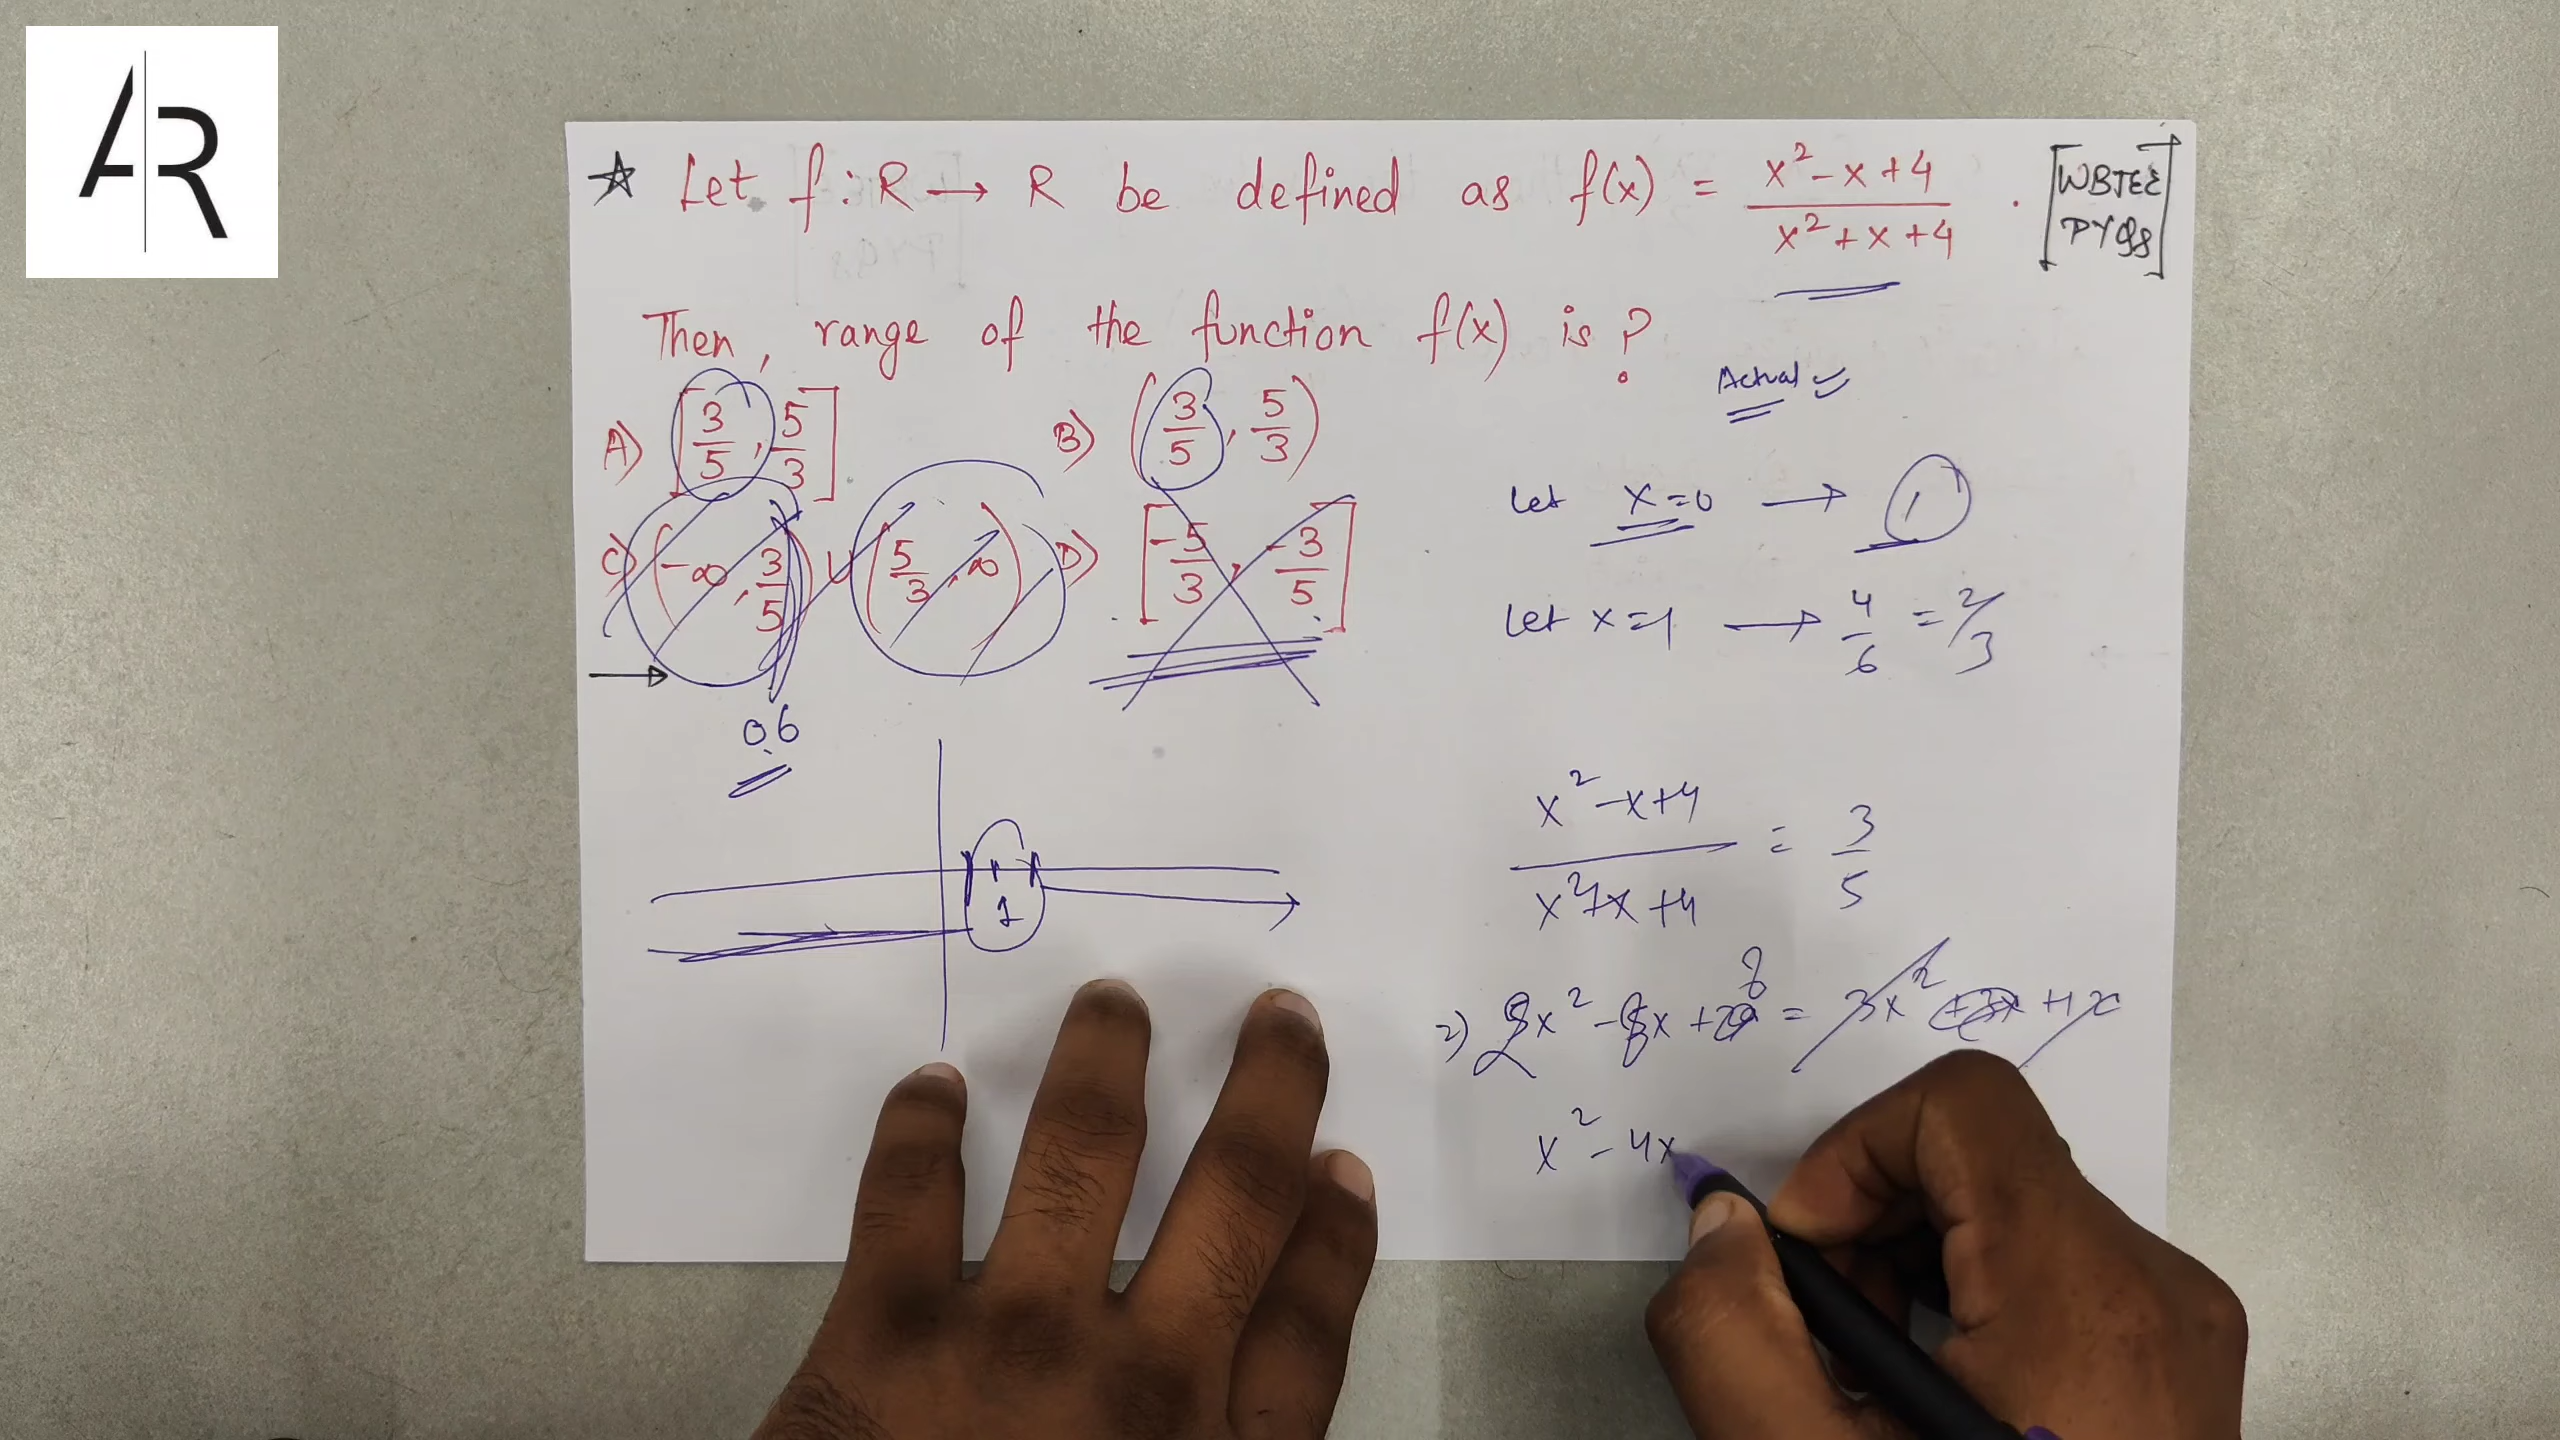 AR
☆ Let f : R → R be defined as f(x) = (x² - x + 4)/(x² + x + 4) .
[WBJEE PYQs]
Then, range of the function f(x) is ?
Actual ✓
A) [3/5, 5/3]
B) (3/5, 5/3)
C) (-∞, 3/5) ∪ (5/3, ∞)
D) [-5/3, -3/5]
0.6
1
Let x=0 → 1
Let x=1 → 4/6 = 2/3
(x² - x + 4)/(x² + x + 4) = 3/5
x² - 4x